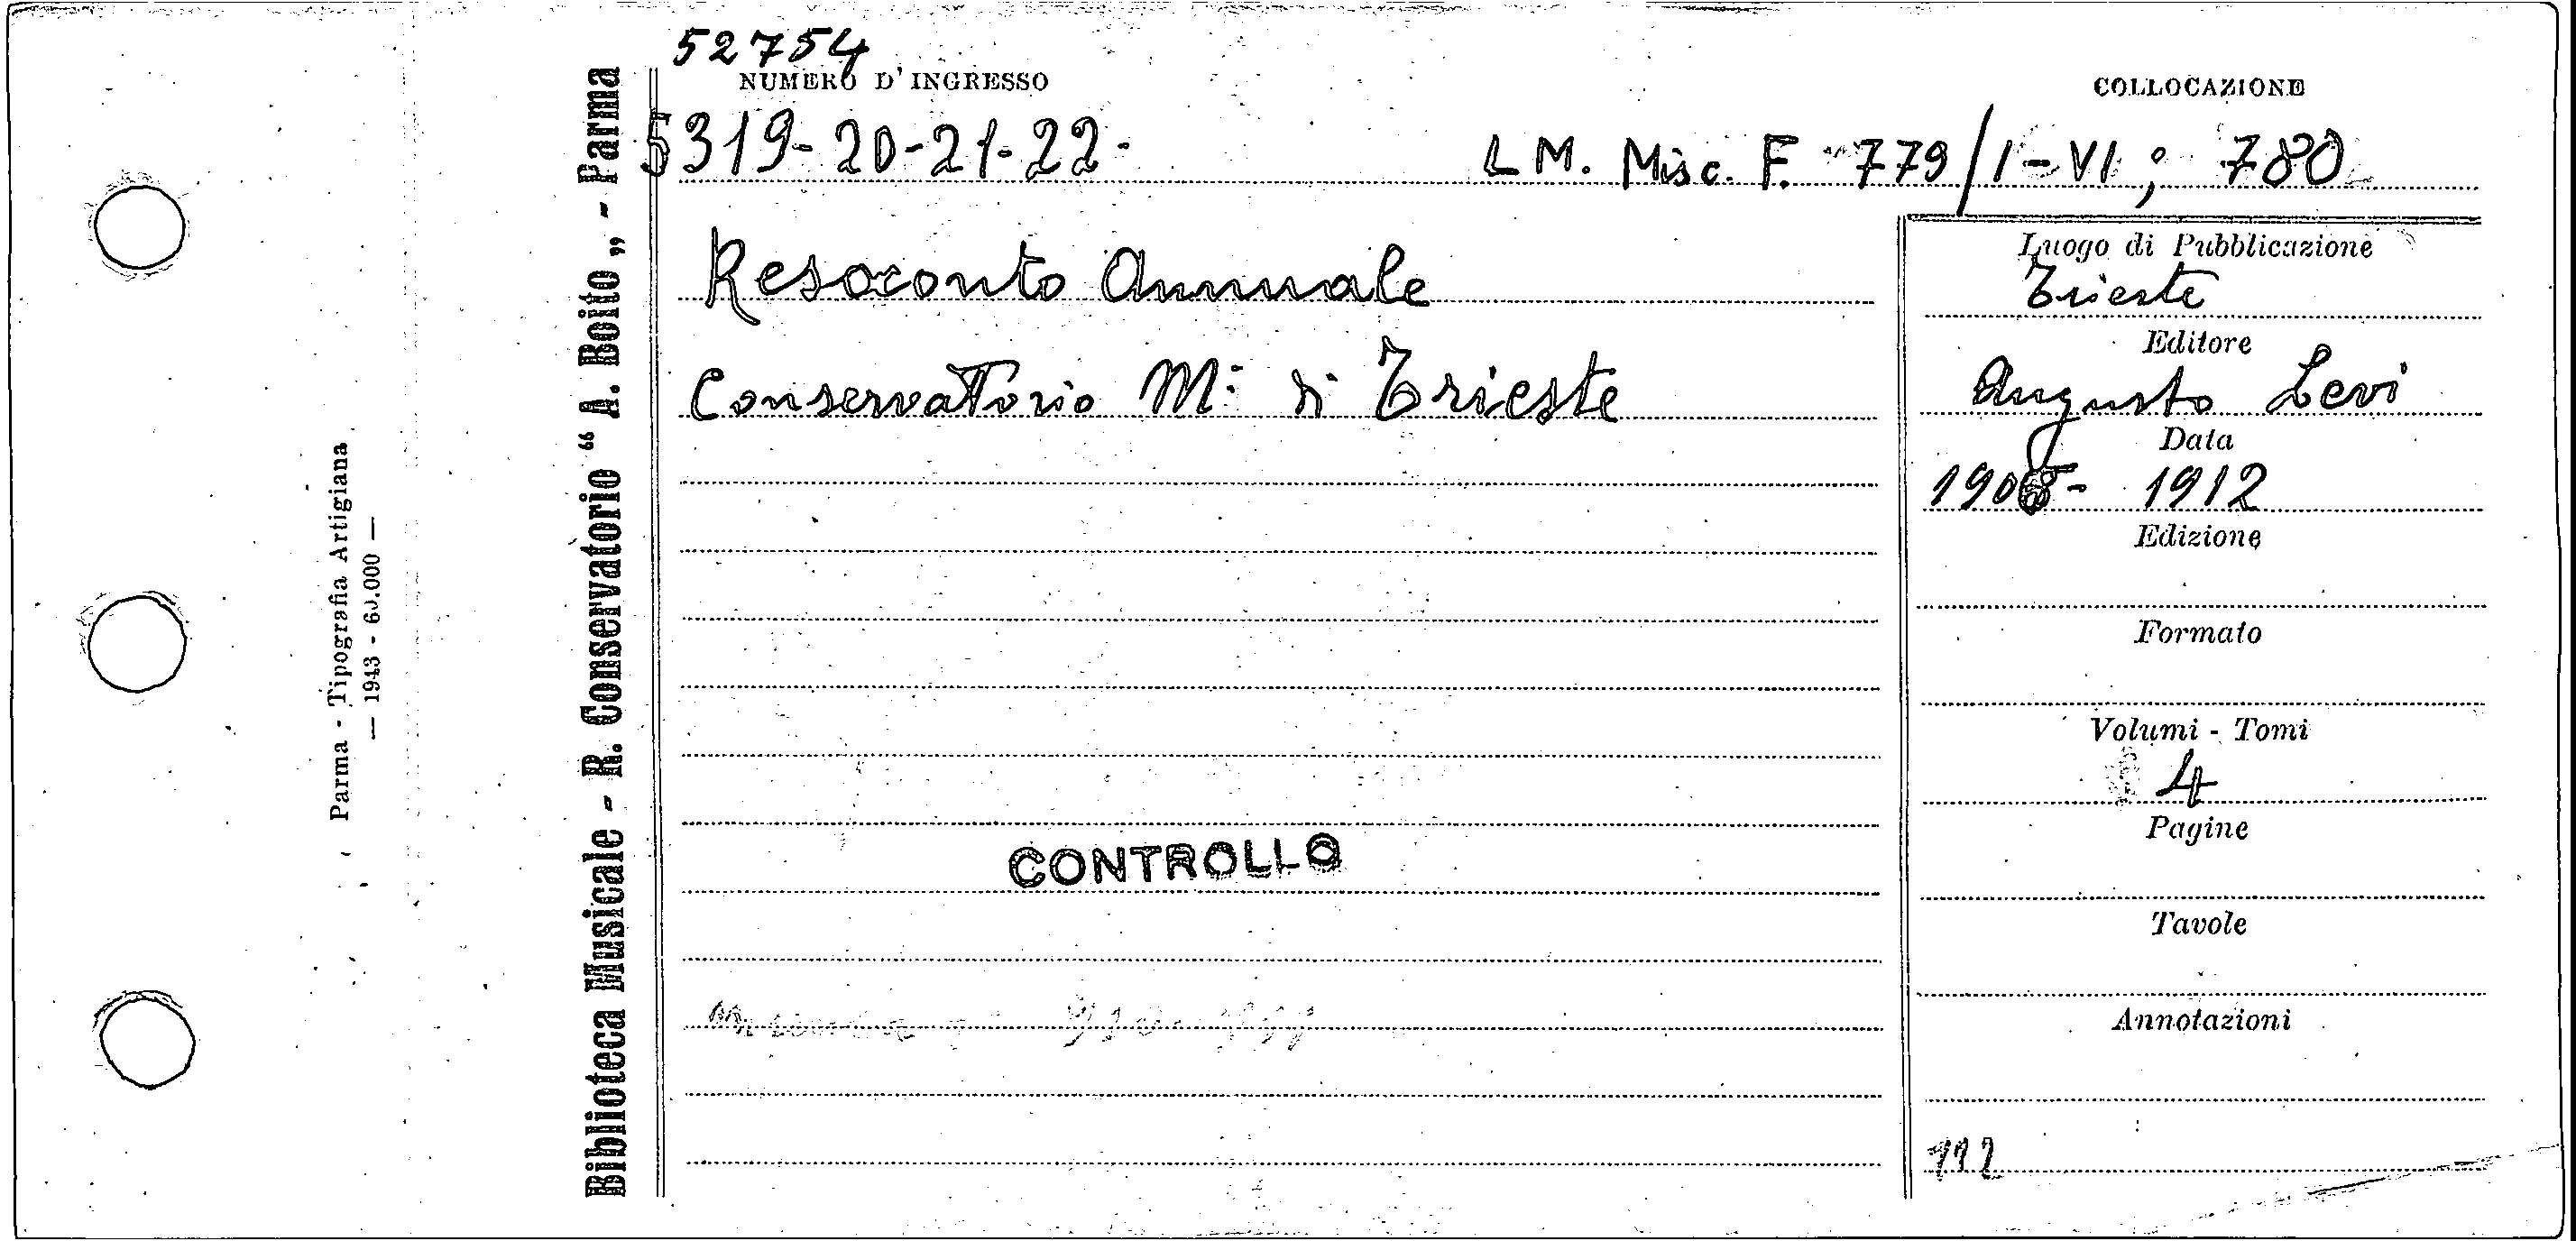 52754
NUMERO D'INGRESSO
5319-20-21-22-
COLLOCAZIONE
L M. Misc. F. 779/I-VI; 780
Resoconto Annuale
Conservatorio M: di Trieste
CONTROLLO
Luogo di Pubblicazione
Trieste
Editore
Augusto Levi
Data
- 1912
Edizione
Formato
Volumi - Tomi
4
Pagine
Tavole
Annotazioni
112
Biblioteca Musicale - R. Conservatorio “ A. Boito „ - Parma
Parma - Tipografia Artigiana
— 1943 - 60.000 —